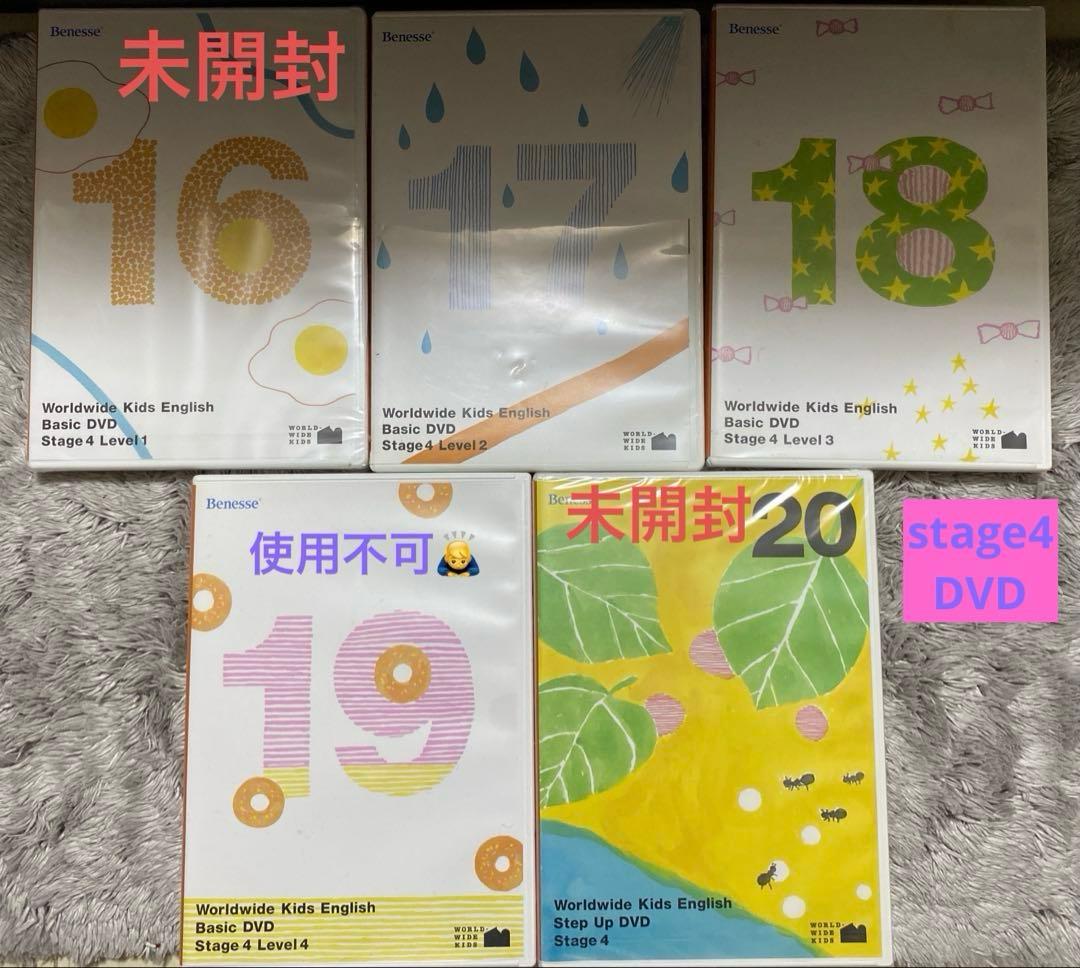 Benesse
未開封
16
Worldwide Kids English
Basic DVD
Stage 4 Level 1
WORLD-
WIDE
KIDS
Benesse
17
Worldwide Kids English
Basic DVD
Stage 4 Level 2
WORLD-
WIDE
KIDS
Benesse
18
Worldwide Kids English
Basic DVD
Stage 4 Level 3
WORLD-
WIDE
KIDS
Benesse
使用不可🙇
19
Worldwide Kids English
Basic DVD
Stage 4 Level 4
WORLD-
WIDE
KIDS
Benesse
未開封
20
Worldwide Kids English
Step Up DVD
Stage 4
WORLD-
WIDE
KIDS
stage4
DVD